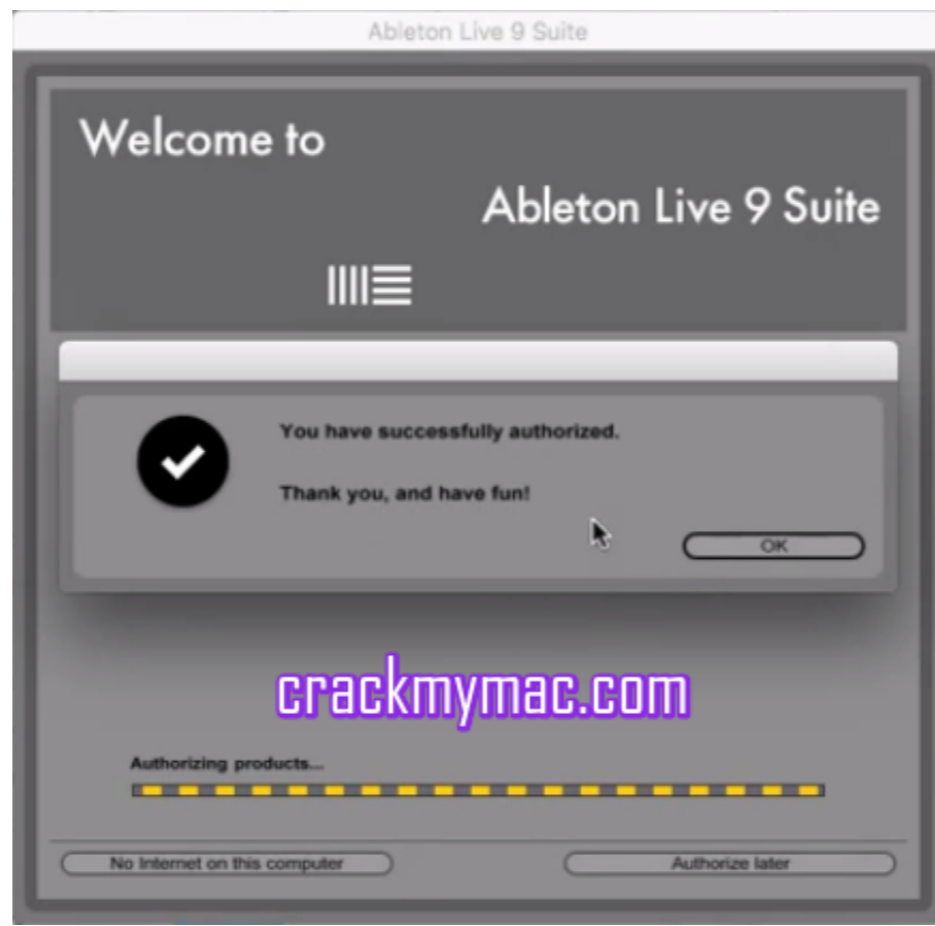 Ableton Live 9 Suite
Welcome to
Ableton Live 9 Suite
You have successfully authorized.
Thank you, and have fun!
OK
crackmymac.com
Authorizing products...
No Internet on this computer
Authorize later